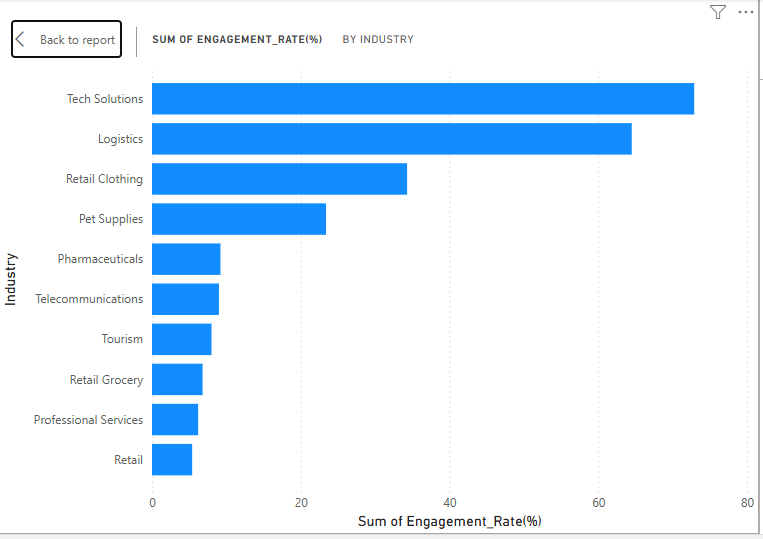 Back to report
SUM OF ENGAGEMENT_RATE(%) BY INDUSTRY
Industry
Tech Solutions
Logistics
Retail Clothing
Pet Supplies
Pharmaceuticals
Telecommunications
Tourism
Retail Grocery
Professional Services
Retail
0 20 40 60 80
Sum of Engagement_Rate(%)